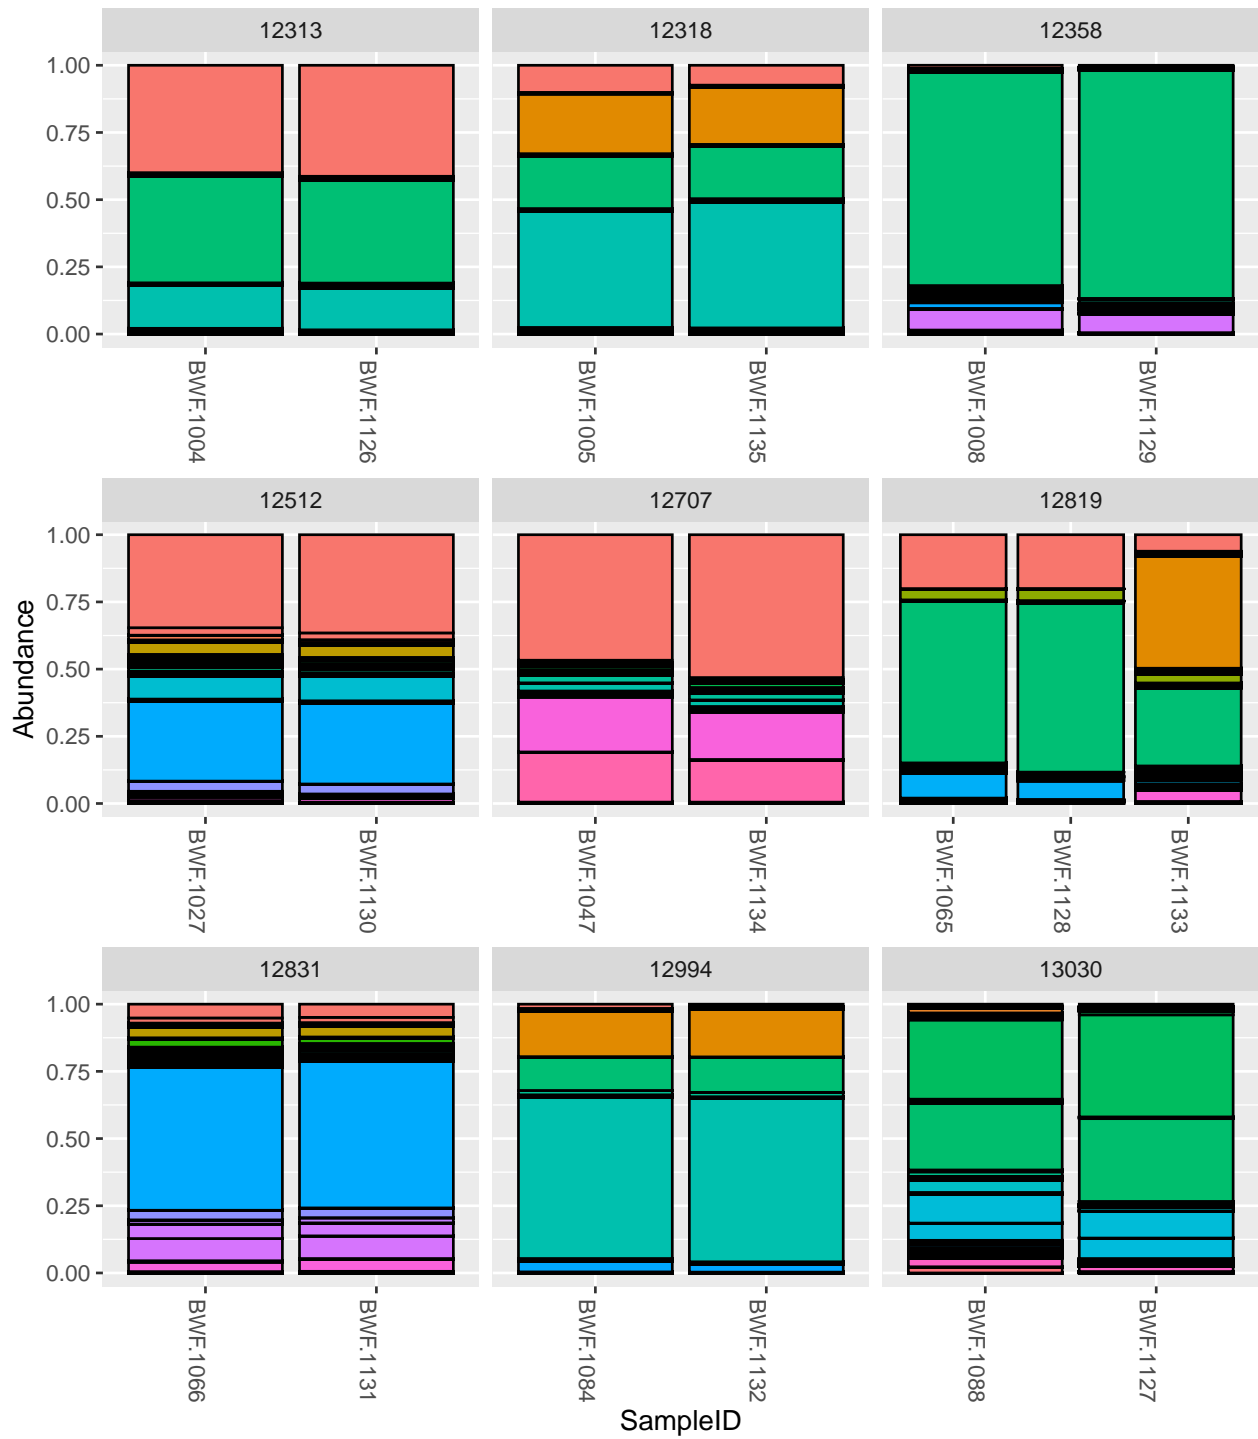 12313 12318 12358
1.00
0.75
0.50
0.25
0.00
BWF.1004 BWF.1126 BWF.1005 BWF.1135 BWF.1008 BWF.1129
12512 12707 12819
1.00
0.75
0.50
0.25
0.00
BWF.1027 BWF.1130 BWF.1047 BWF.1134 BWF.1065 BWF.1128 BWF.1133
Abundance
12831 12994 13030
1.00
0.75
0.50
0.25
0.00
BWF.1066 BWF.1131 BWF.1084 BWF.1132 BWF.1088 BWF.1127
SampleID